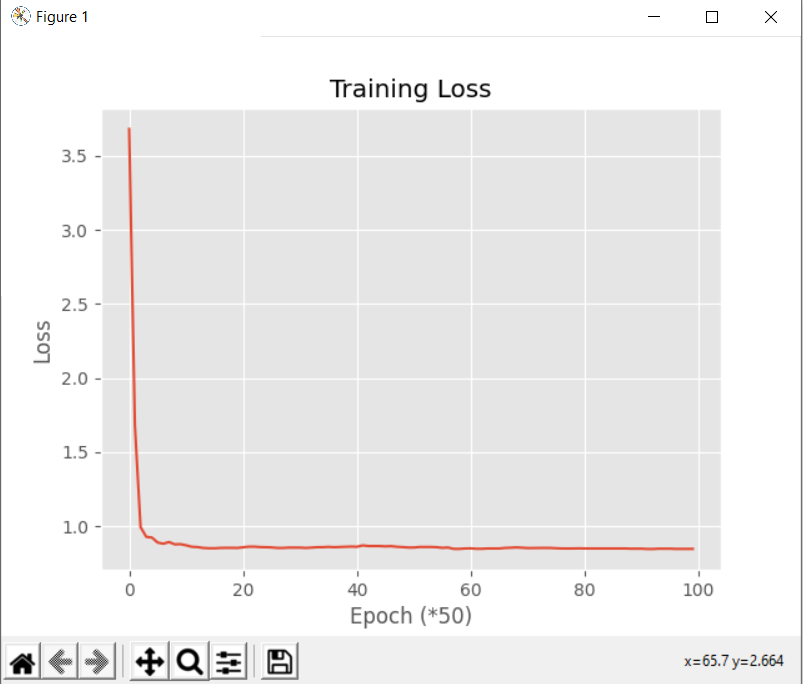 Figure 1
Training Loss
3.5
3.0
2.5
2.0
1.5
1.0
Loss
0 20 40 60 80 100
Epoch (*50)
x=65.7 y=2.664